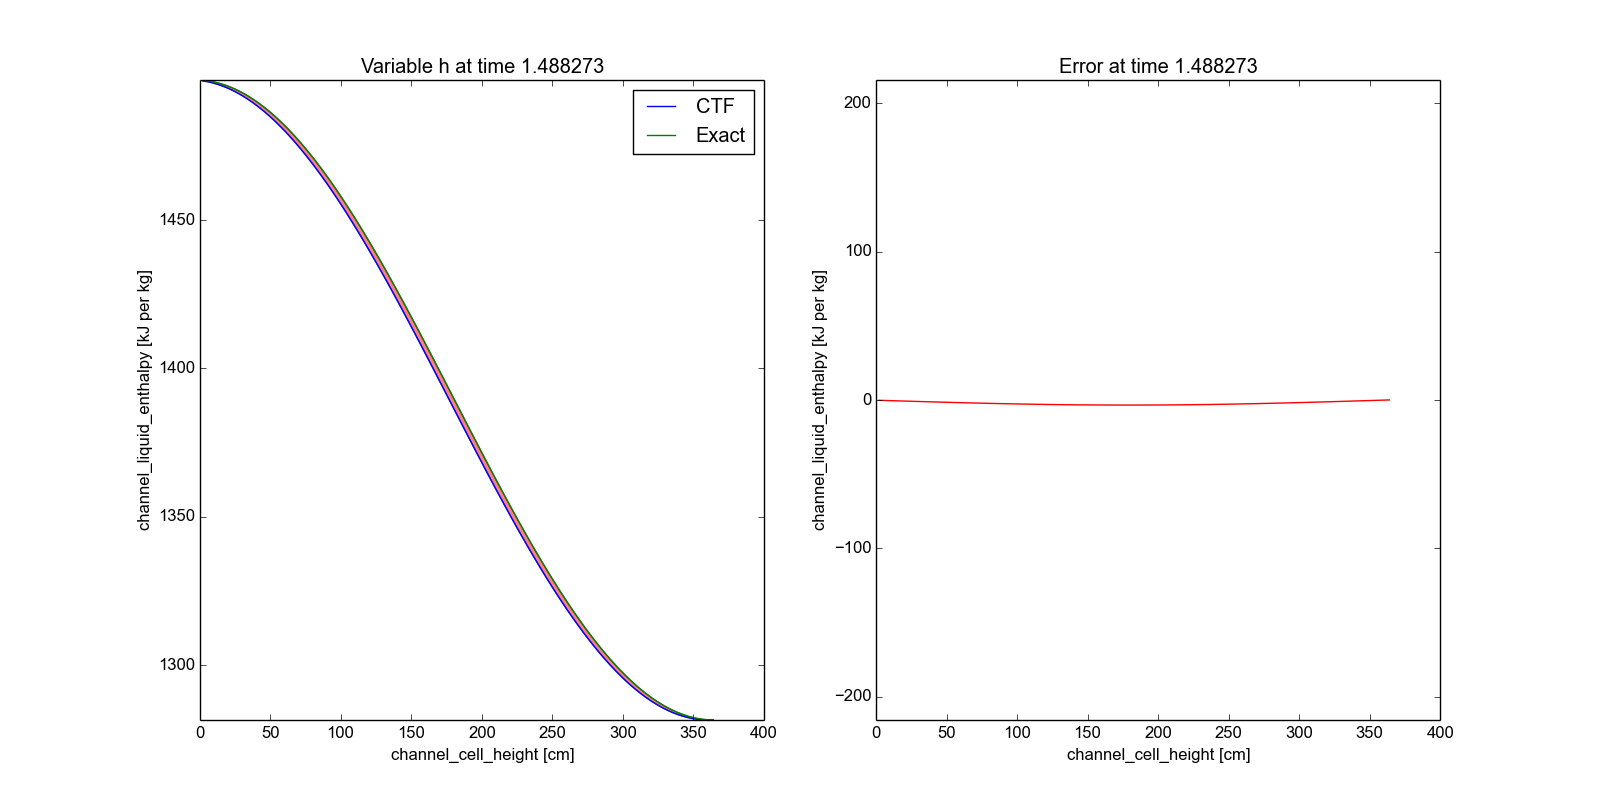 Variable h at time 1.488273
CTF
Exact
1450
1400
1350
1300
channel_liquid_enthalpy [kJ per kg]
0 50 100 150 200 250 300 350 400
channel_cell_height [cm]
Error at time 1.488273
200
100
0
−100
−200
channel_liquid_enthalpy [kJ per kg]
0 50 100 150 200 250 300 350 400
channel_cell_height [cm]